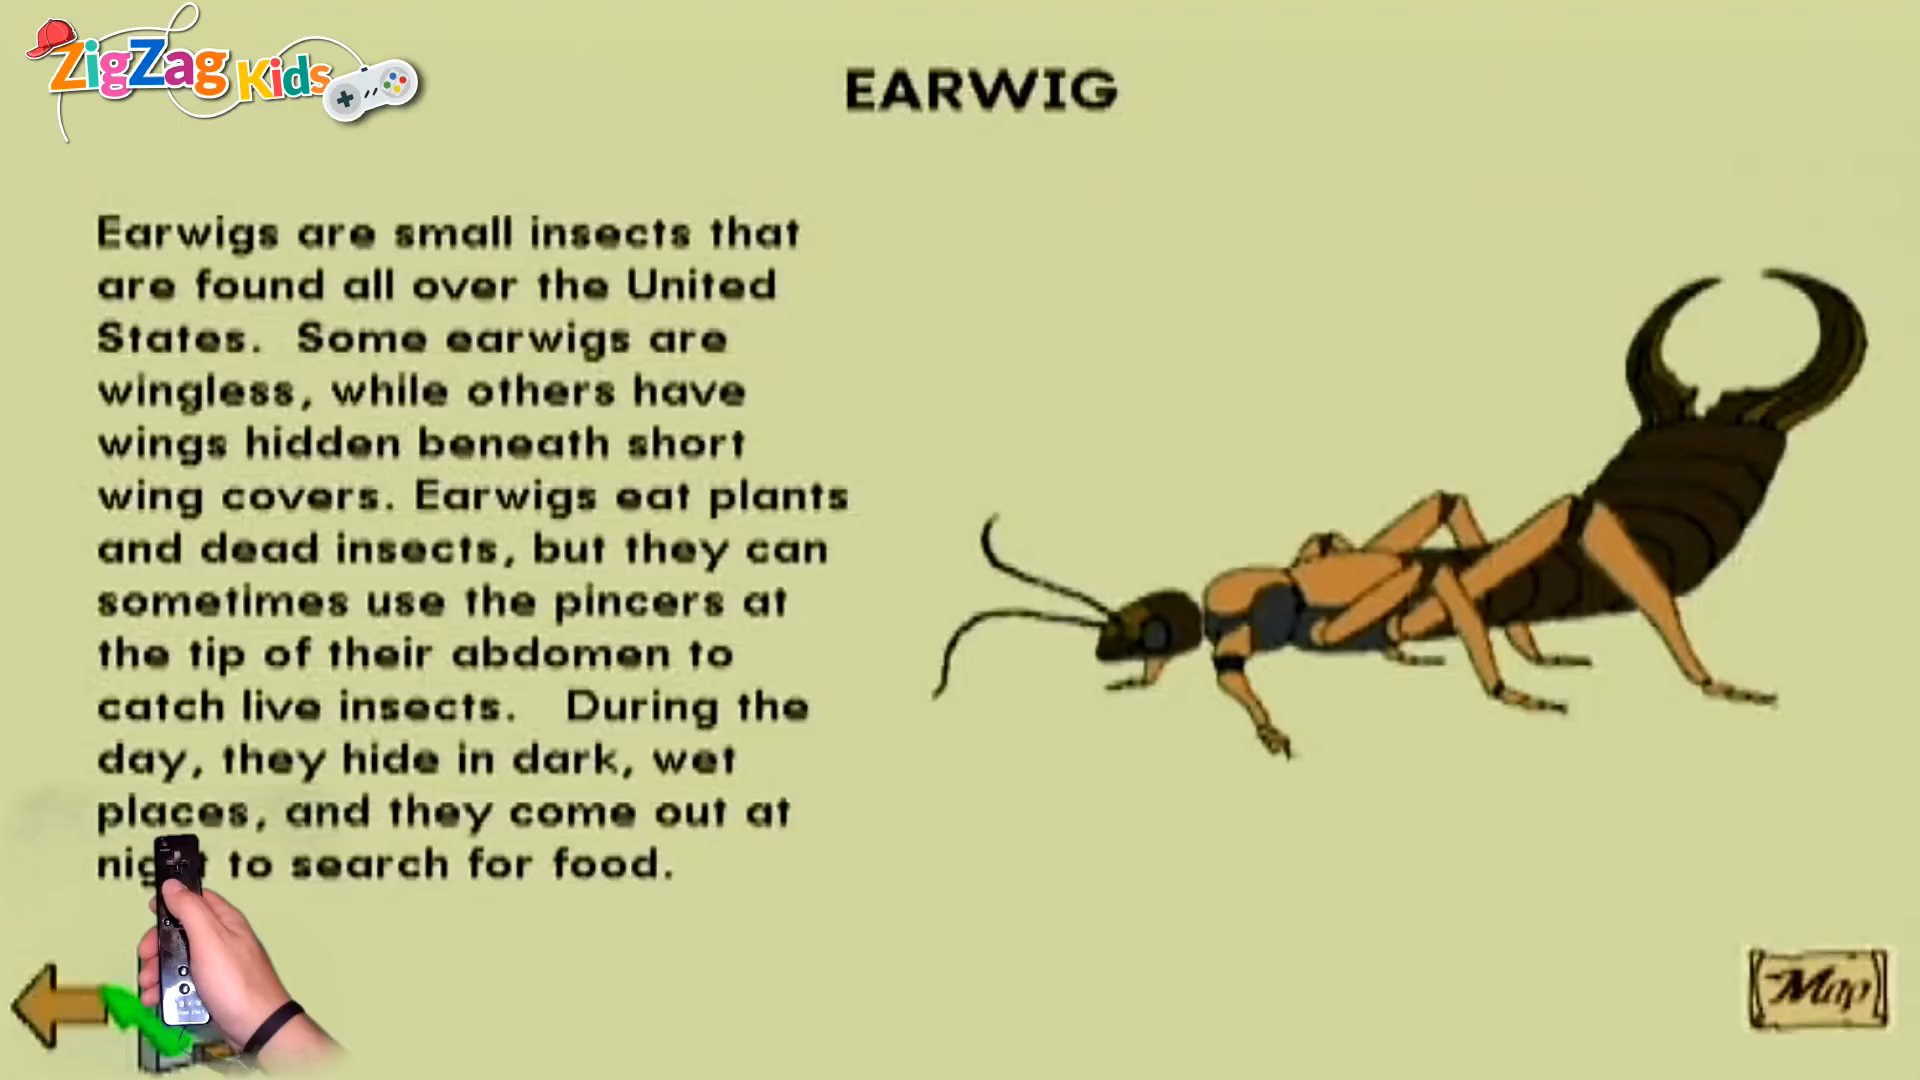 ZigZag Kids
EARWIG
Earwigs are small insects that
are found all over the United
States. Some earwigs are
wingless, while others have
wings hidden beneath short
wing covers. Earwigs eat plants
and dead insects, but they can
sometimes use the pincers at
the tip of their abdomen to
catch live insects. During the
day, they hide in dark, wet
places, and they come out at
night to search for food.
Map